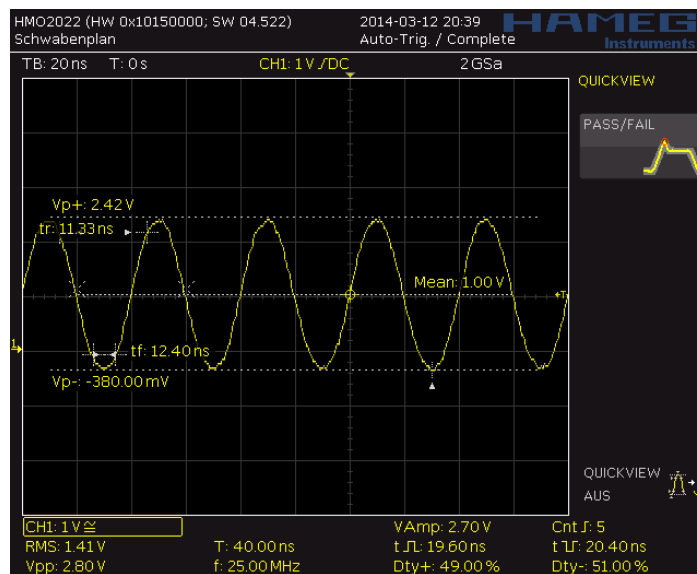 HMO2022 (HW 0x10150000; SW 04.522)
2014-03-12 20:39
HAMEG
Schwabenplan
Auto-Trig. / Complete
Instruments
TB: 20 ns
T: 0 s
CH1: 1 V / DC
2 GSa
QUICKVIEW
PASS/FAIL
Vp+: 2.42 V
tr: 11.33 ns
Mean: 1.00 V
T
1
tf: 12.40 ns
Vp-: -380.00 mV
QUICKVIEW
AUS
CH1: 1 V ≅
VAmp: 2.70 V
Cnt ⎍: 5
RMS: 1.41 V
T: 40.00 ns
t ⎍: 19.60 ns
t ⎍: 20.40 ns
Vpp: 2.80 V
f: 25.00 MHz
Dty+: 49.00 %
Dty-: 51.00 %